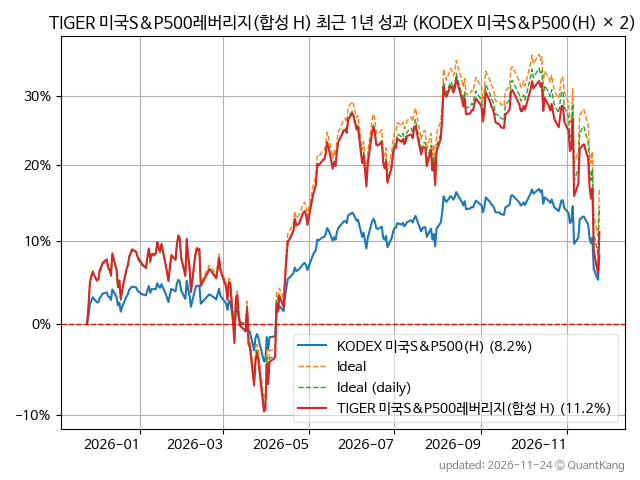 TIGER 미국S&P500레버리지(합성 H) 최근 1년 성과 (KODEX 미국S&P500(H) × 2)
30%
20%
10%
0%
−10%
KODEX 미국S&P500(H) (8.2%)
Ideal
Ideal (daily)
TIGER 미국S&P500레버리지(합성 H) (11.2%)
2026-01
2026-03
2026-05
2026-07
2026-09
2026-11
updated: 2026-11-24 © QuantKang